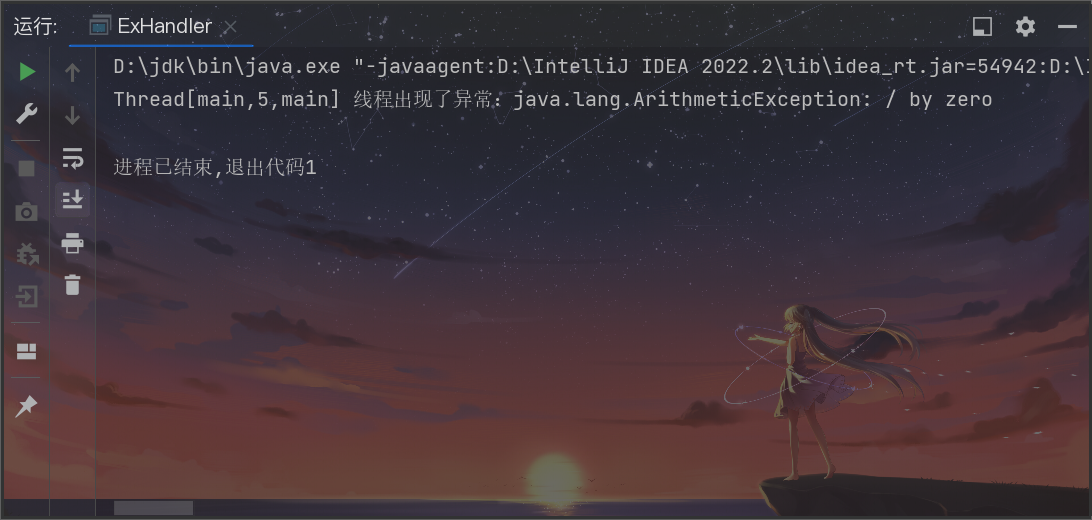 运行: ExHandler
D:\jdk\bin\java.exe "-javaagent:D:\IntelliJ IDEA 2022.2\lib\idea_rt.jar=54942:D:\
Thread[main,5,main] 线程出现了异常：java.lang.ArithmeticException: / by zero
进程已结束,退出代码1